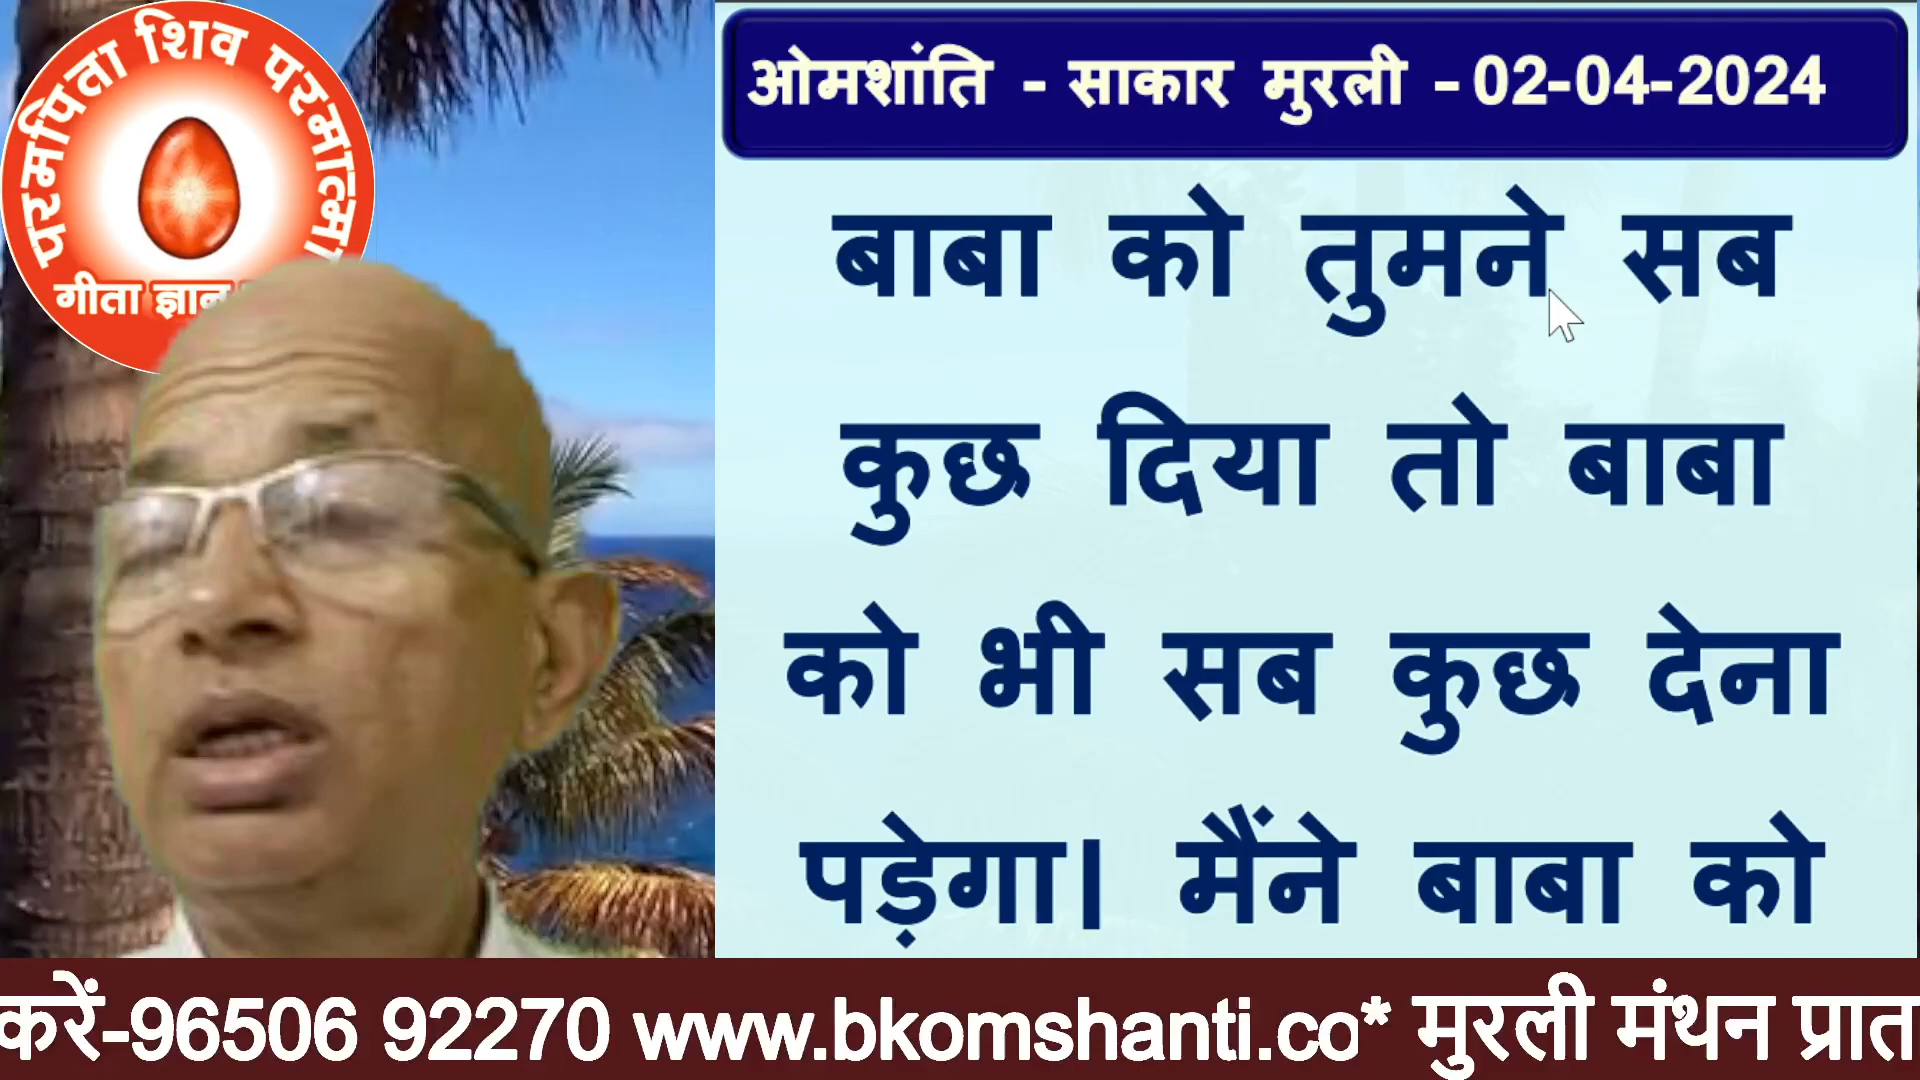 परमपिता शिव परमात्मा
गीता ज्ञान
ओमशांति - साकार मुरली - 02-04-2024
बाबा को तुमने सब
कुछ दिया तो बाबा
को भी सब कुछ देना
पड़ेगा। मैंने बाबा को
करें-96506 92270 www.bkomshanti.co* मुरली मंथन प्रात